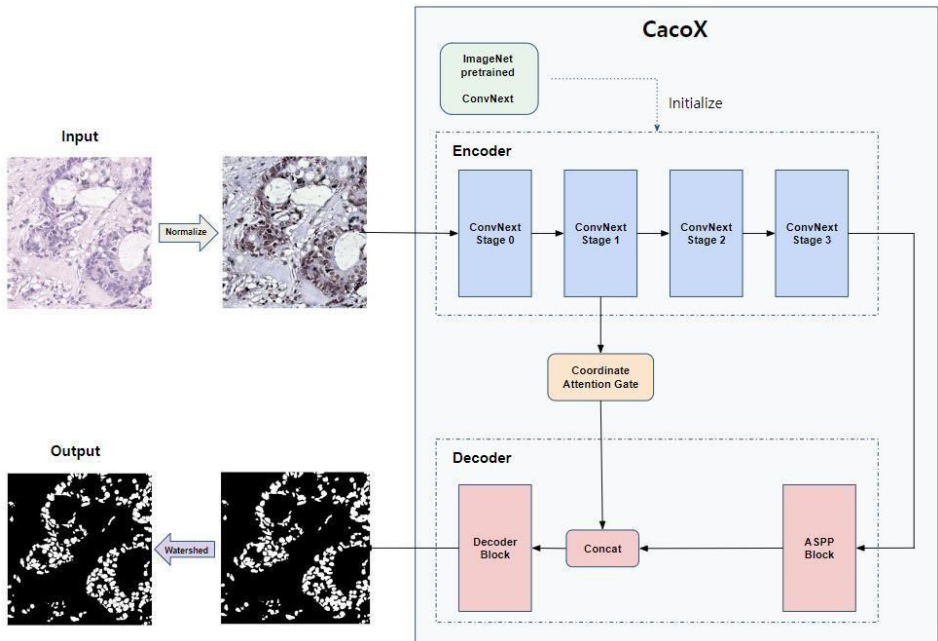 CacoX
ImageNet
pretrained
ConvNext
Initialize
Input
Normalize
Encoder
ConvNext
Stage 0
ConvNext
Stage 1
ConvNext
Stage 2
ConvNext
Stage 3
Coordinate
Attention Gate
Output
Watershed
Decoder
Decoder
Block
Concat
ASPP
Block